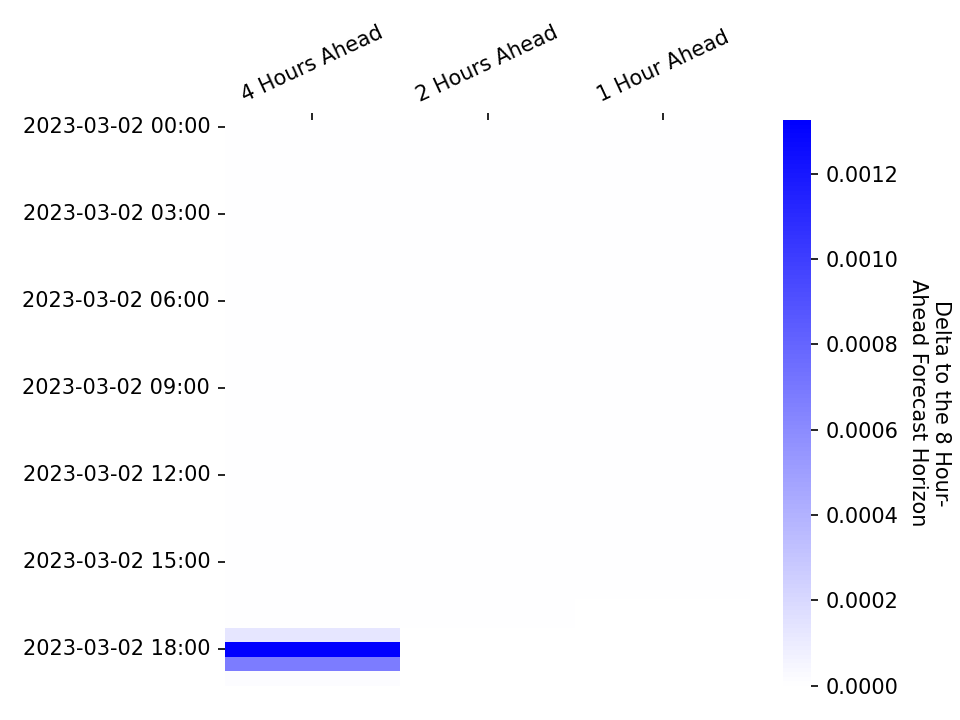 4 Hours Ahead
2 Hours Ahead
1 Hour Ahead
2023-03-02 00:00
2023-03-02 03:00
2023-03-02 06:00
2023-03-02 09:00
2023-03-02 12:00
2023-03-02 15:00
2023-03-02 18:00
0.0012
0.0010
0.0008
0.0006
0.0004
0.0002
0.0000
Delta to the 8 Hour-
Ahead Forecast Horizon